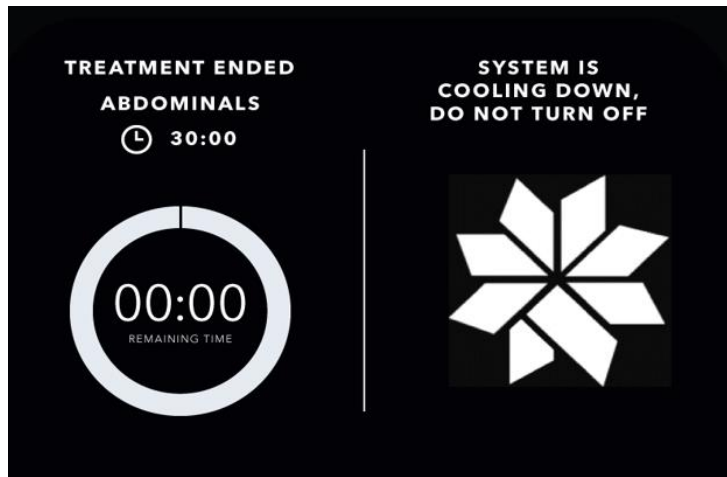 TREATMENT ENDED
ABDOMINALS
30:00
00:00
REMAINING TIME
SYSTEM IS
COOLING DOWN,
DO NOT TURN OFF